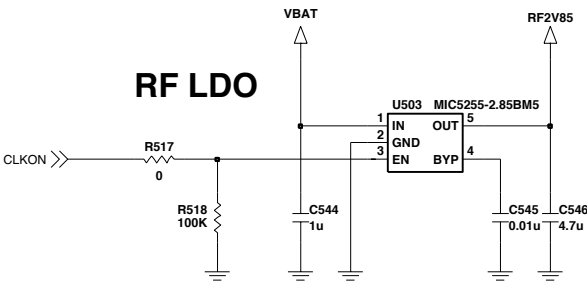 VBAT
RF2V85
RF LDO
U503 MIC5255-2.85BM5
1 IN OUT 5
2 GND
3 EN BYP 4
CLKON
R517
0
R518
100K
C544
1u
C545
0.01u
C546
4.7u